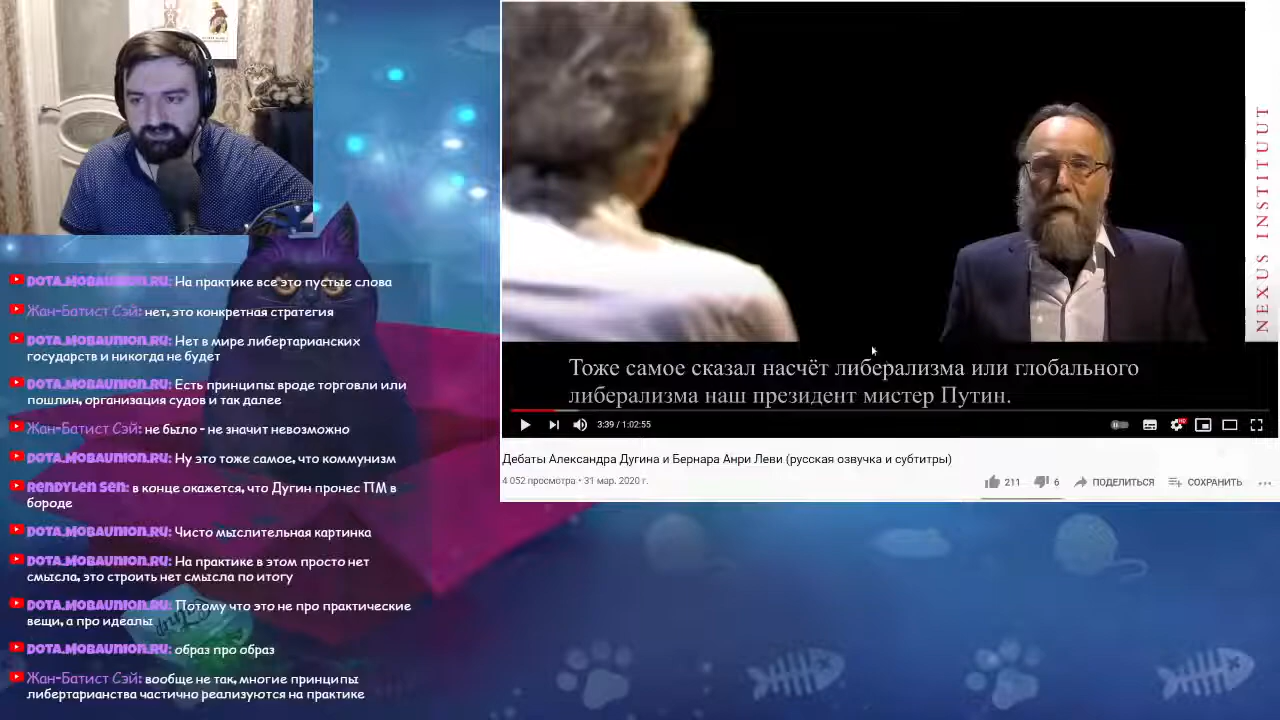 DOTA.MOBAUNION.RU: На практике все это пустые слова
Жан-Батист Сэй: нет, это конкретная стратегия
DOTA.MOBAUNION.RU: Нет в мире либертарианских
государств и никогда не будет
DOTA.MOBAUNION.RU: Есть принципы вроде торговли или
пошлин, организация судов и так далее
Жан-Батист Сэй: не было - не значит невозможно
DOTA.MOBAUNION.RU: Ну это тоже самое, что коммунизм
Rendylen Sen: в конце окажется, что Дугин пронес ПМ в
бороде
DOTA.MOBAUNION.RU: Чисто мыслительная картинка
DOTA.MOBAUNION.RU: На практике в этом просто нет
смысла, это строить нет смысла по итогу
DOTA.MOBAUNION.RU: Потому что это не про практические
вещи, а про идеалы
DOTA.MOBAUNION.RU: образ про образ
Жан-Батист Сэй: вообще не так, многие принципы
либертарианства частично реализуются на практике
NEXUS INSTITUUT
Тоже самое сказал насчёт либерализма или глобального
либерализма наш президент мистер Путин.
3:39 / 1:02:55
HD
Дебаты Александра Дугина и Бернара Анри Леви (русская озвучка и субтитры)
4 052 просмотра • 31 мар. 2020 г.
211 6 ПОДЕЛИТЬСЯ СОХРАНИТЬ